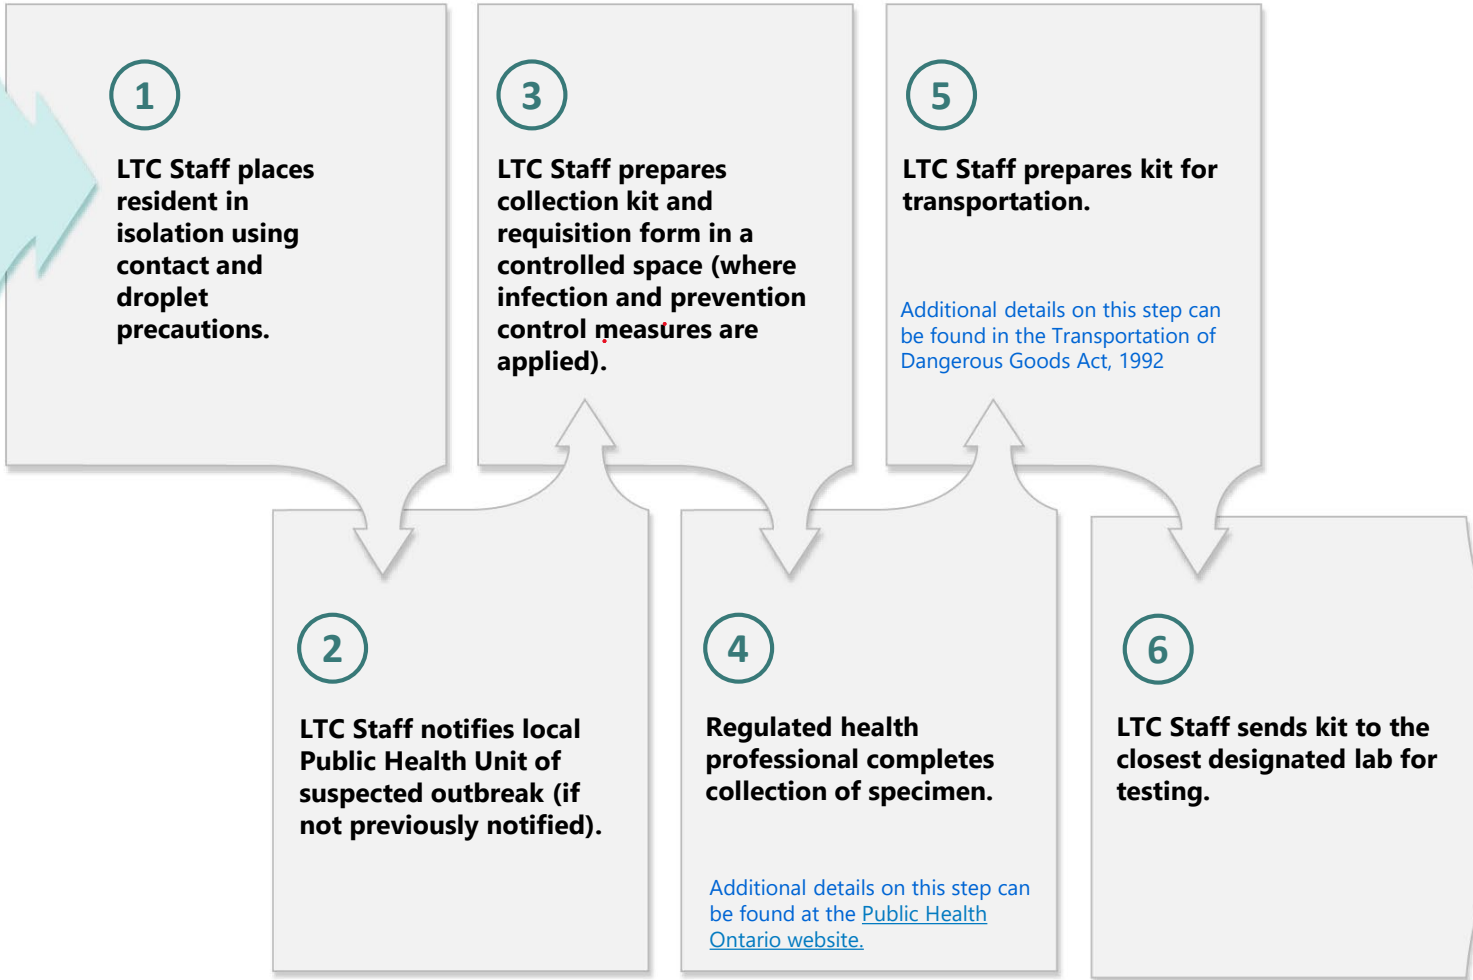 1
LTC Staff places
resident in
isolation using
contact and
droplet
precautions.
2
LTC Staff notifies local
Public Health Unit of
suspected outbreak (if
not previously notified).
3
LTC Staff prepares
collection kit and
requisition form in a
controlled space (where
infection and prevention
control measures are
applied).
4
Regulated health
professional completes
collection of specimen.
Additional details on this step can
be found at the Public Health
Ontario website.
5
LTC Staff prepares kit for
transportation.
Additional details on this step can
be found in the Transportation of
Dangerous Goods Act, 1992
6
LTC Staff sends kit to the
closest designated lab for
testing.